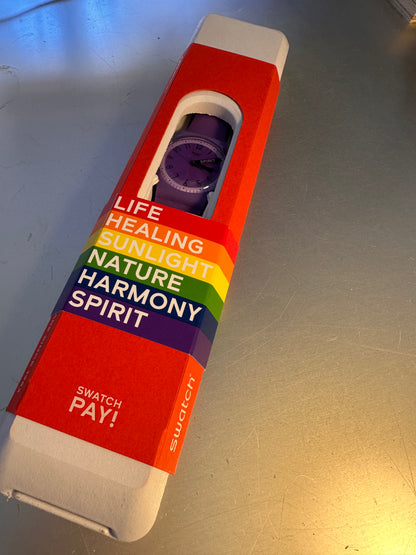 LIFE
HEALING
SUNLIGHT
NATURE
HARMONY
SPIRIT
SWATCH
PAY!
swatch